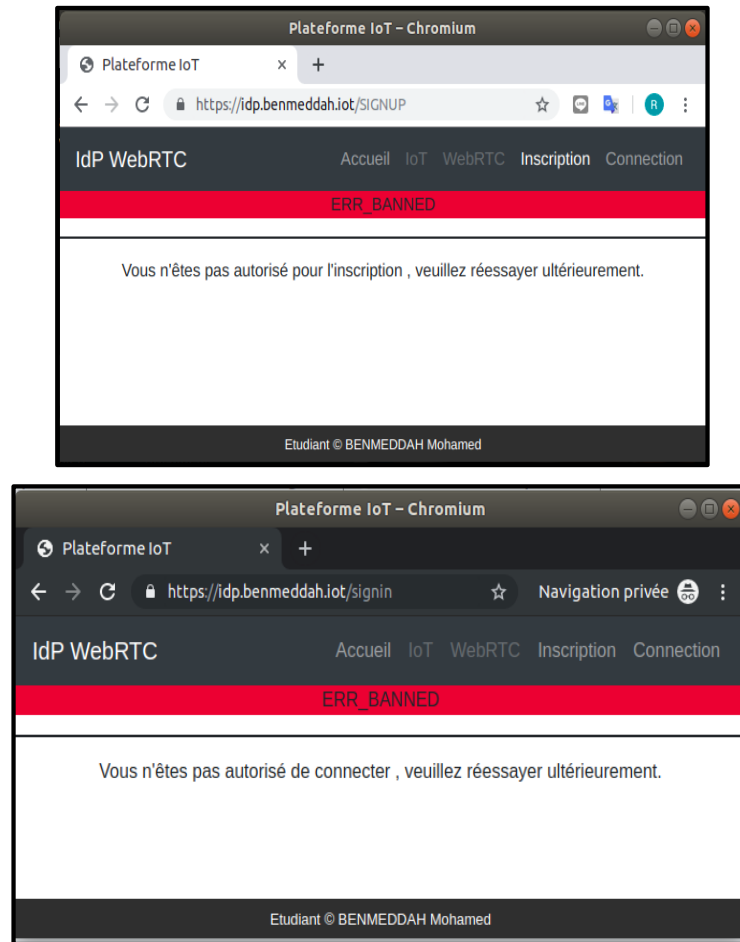 Plateforme IoT – Chromium
Plateforme IoT × +
https://idp.benmeddah.iot/SIGNUP R
IdP WebRTC Accueil IoT WebRTC Inscription Connection
ERR_BANNED
Vous n'êtes pas autorisé pour l'inscription , veuillez réessayer ultérieurement.
Etudiant © BENMEDDAH Mohamed
Plateforme IoT – Chromium
Plateforme IoT × +
https://idp.benmeddah.iot/signin Navigation privée
IdP WebRTC Accueil IoT WebRTC Inscription Connection
ERR_BANNED
Vous n'êtes pas autorisé de connecter , veuillez réessayer ultérieurement.
Etudiant © BENMEDDAH Mohamed